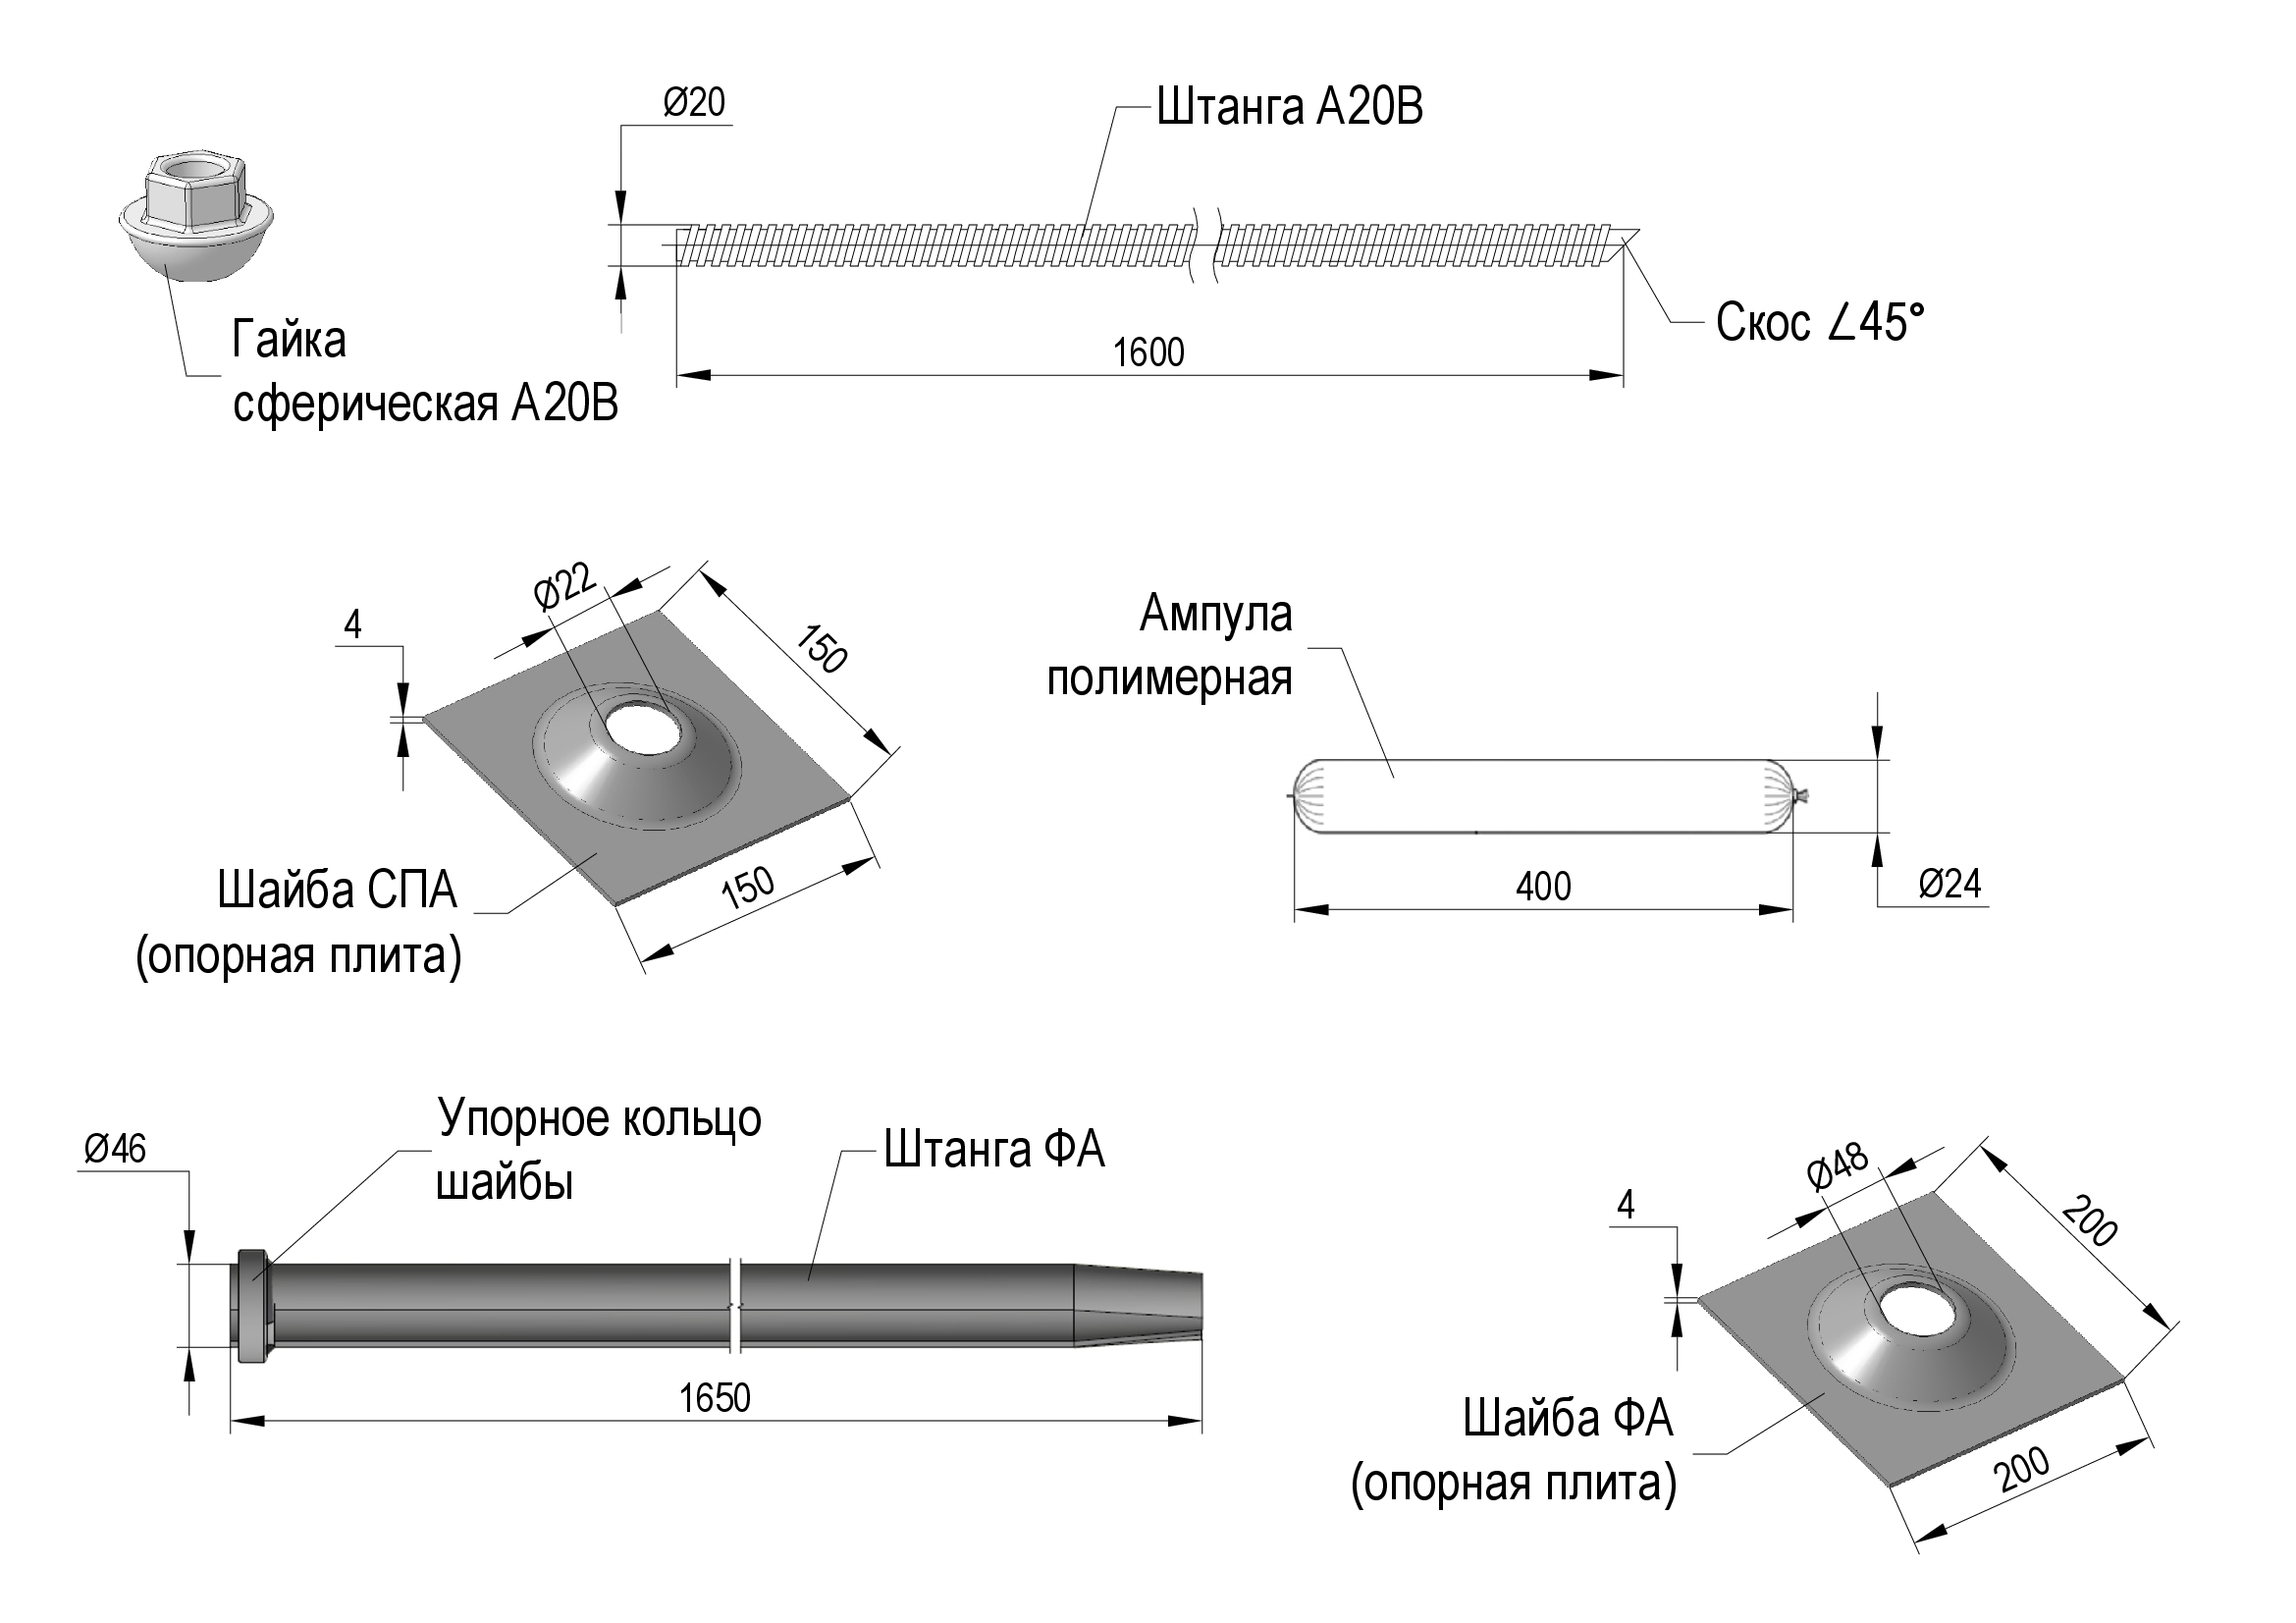 Ø20
Штанга А20В
Гайка
сферическая А20В
Скос ∠45°
1600
Ø22
4
150
150
Шайба СПА
(опорная плита)
Ампула
полимерная
400
Ø24
Упорное кольцо
шайбы
Ø46
Штанга ФА
1650
Ø48
4
200
200
Шайба ФА
(опорная плита)